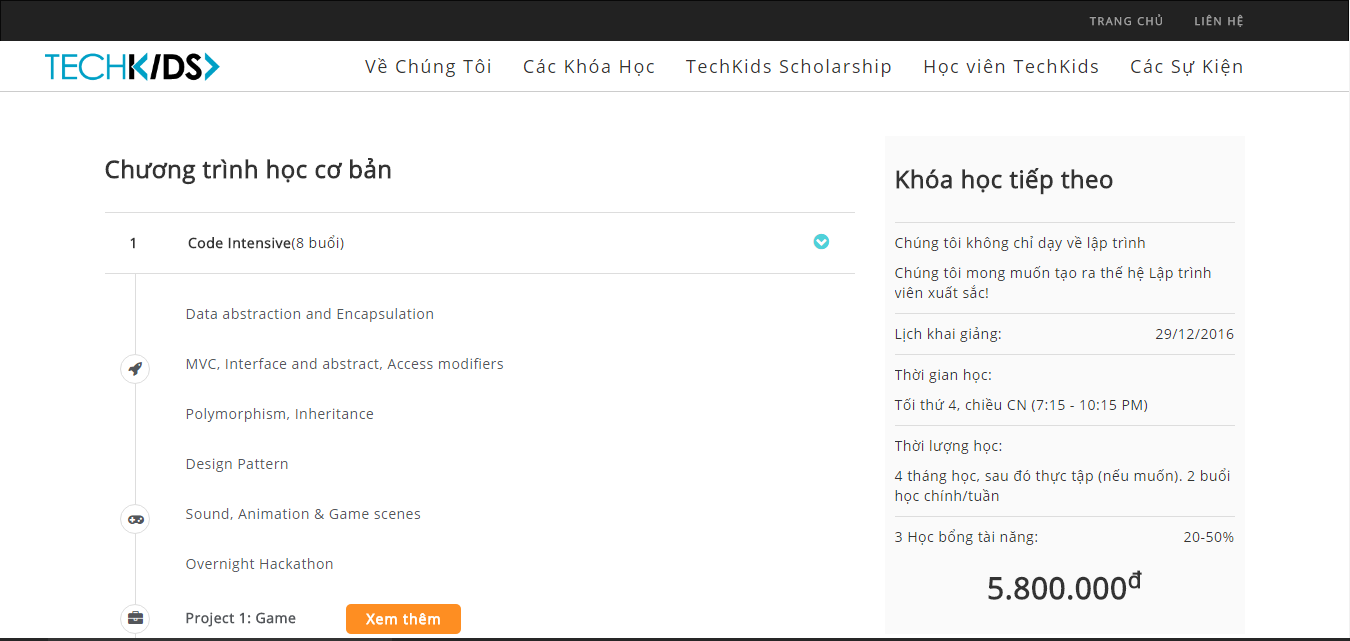 TRANG CHỦ LIÊN HỆ
TECHKIDS
Về Chúng Tôi Các Khóa Học TechKids Scholarship Học viên TechKids Các Sự Kiện
Chương trình học cơ bản
1 Code Intensive(8 buổi)
Data abstraction and Encapsulation
MVC, Interface and abstract, Access modifiers
Polymorphism, Inheritance
Design Pattern
Sound, Animation & Game scenes
Overnight Hackathon
Project 1: Game Xem thêm
Khóa học tiếp theo
Chúng tôi không chỉ dạy về lập trình
Chúng tôi mong muốn tạo ra thế hệ Lập trình
viên xuất sắc!
Lịch khai giảng: 29/12/2016
Thời gian học:
Tối thứ 4, chiều CN (7:15 - 10:15 PM)
Thời lượng học:
4 tháng học, sau đó thực tập (nếu muốn). 2 buổi
học chính/tuần
3 Học bổng tài năng: 20-50%
5.800.000đ